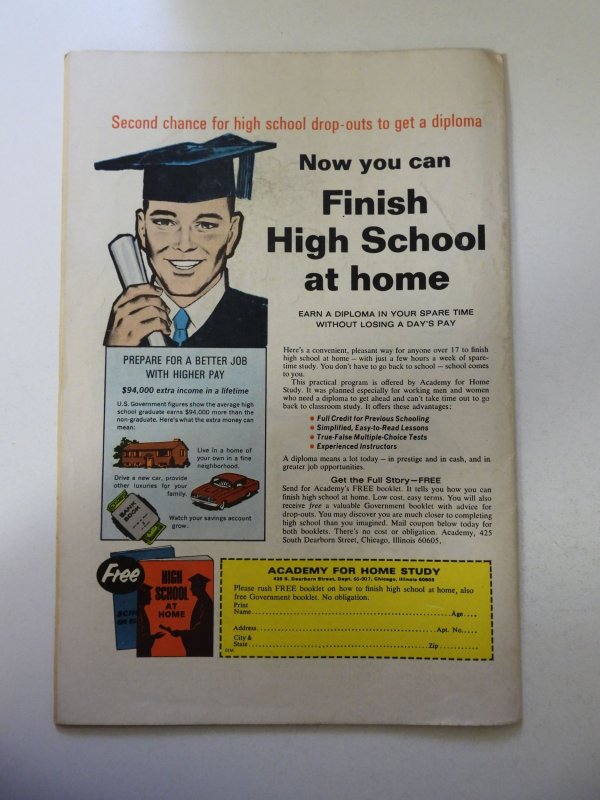 Second chance for high school drop-outs to get a diploma
Now you can
Finish
High School
at home
EARN A DIPLOMA IN YOUR SPARE TIME
WITHOUT LOSING A DAY'S PAY
PREPARE FOR A BETTER JOB
WITH HIGHER PAY
$94,000 extra income in a lifetime
U.S. Government figures show the average high
school graduate earns $94,000 more than the
non-graduate. Here's what the extra money can
mean:
Live in a home of
your own in a fine
neighborhood.
Drive a new car, provide
other luxuries for your
family.
BANK
BOOK
Watch your savings account
grow.
Here's a convenient, pleasant way for anyone over 17 to finish
high school at home — with just a few hours a week of spare-
time study. You don't have to go back to school — school comes
to you.
This practical program is offered by Academy for Home
Study. It was planned especially for working men and women
who need a diploma to get ahead and can't take time out to go
back to classroom study. It offers these advantages:
• Full Credit for Previous Schooling
• Simplified, Easy-to-Read Lessons
• True-False Multiple-Choice Tests
• Experienced Instructors
A diploma means a lot today — in prestige and in cash, and in
greater job opportunities.
Get the Full Story—FREE
Send for Academy's FREE booklet. It tells you how you can
finish high school at home. Low cost, easy terms. You will also
receive free a valuable Government booklet with advice for
drop-outs. You may discover you are much closer to completing
high school than you imagined. Mail coupon below today for
both booklets. There's no cost or obligation. Academy, 425
South Dearborn Street, Chicago, Illinois 60605.
Free
HIGH
SCHOOL
AT
HOME
ACADEMY FOR HOME STUDY
425 S. Dearborn Street, Dept. Chicago, Illinois 60605
Please rush FREE booklet on how to finish high school at home, also
free Government booklet. No obligation.
Print
Name Age
Address Apt. No.
City &
State Zip